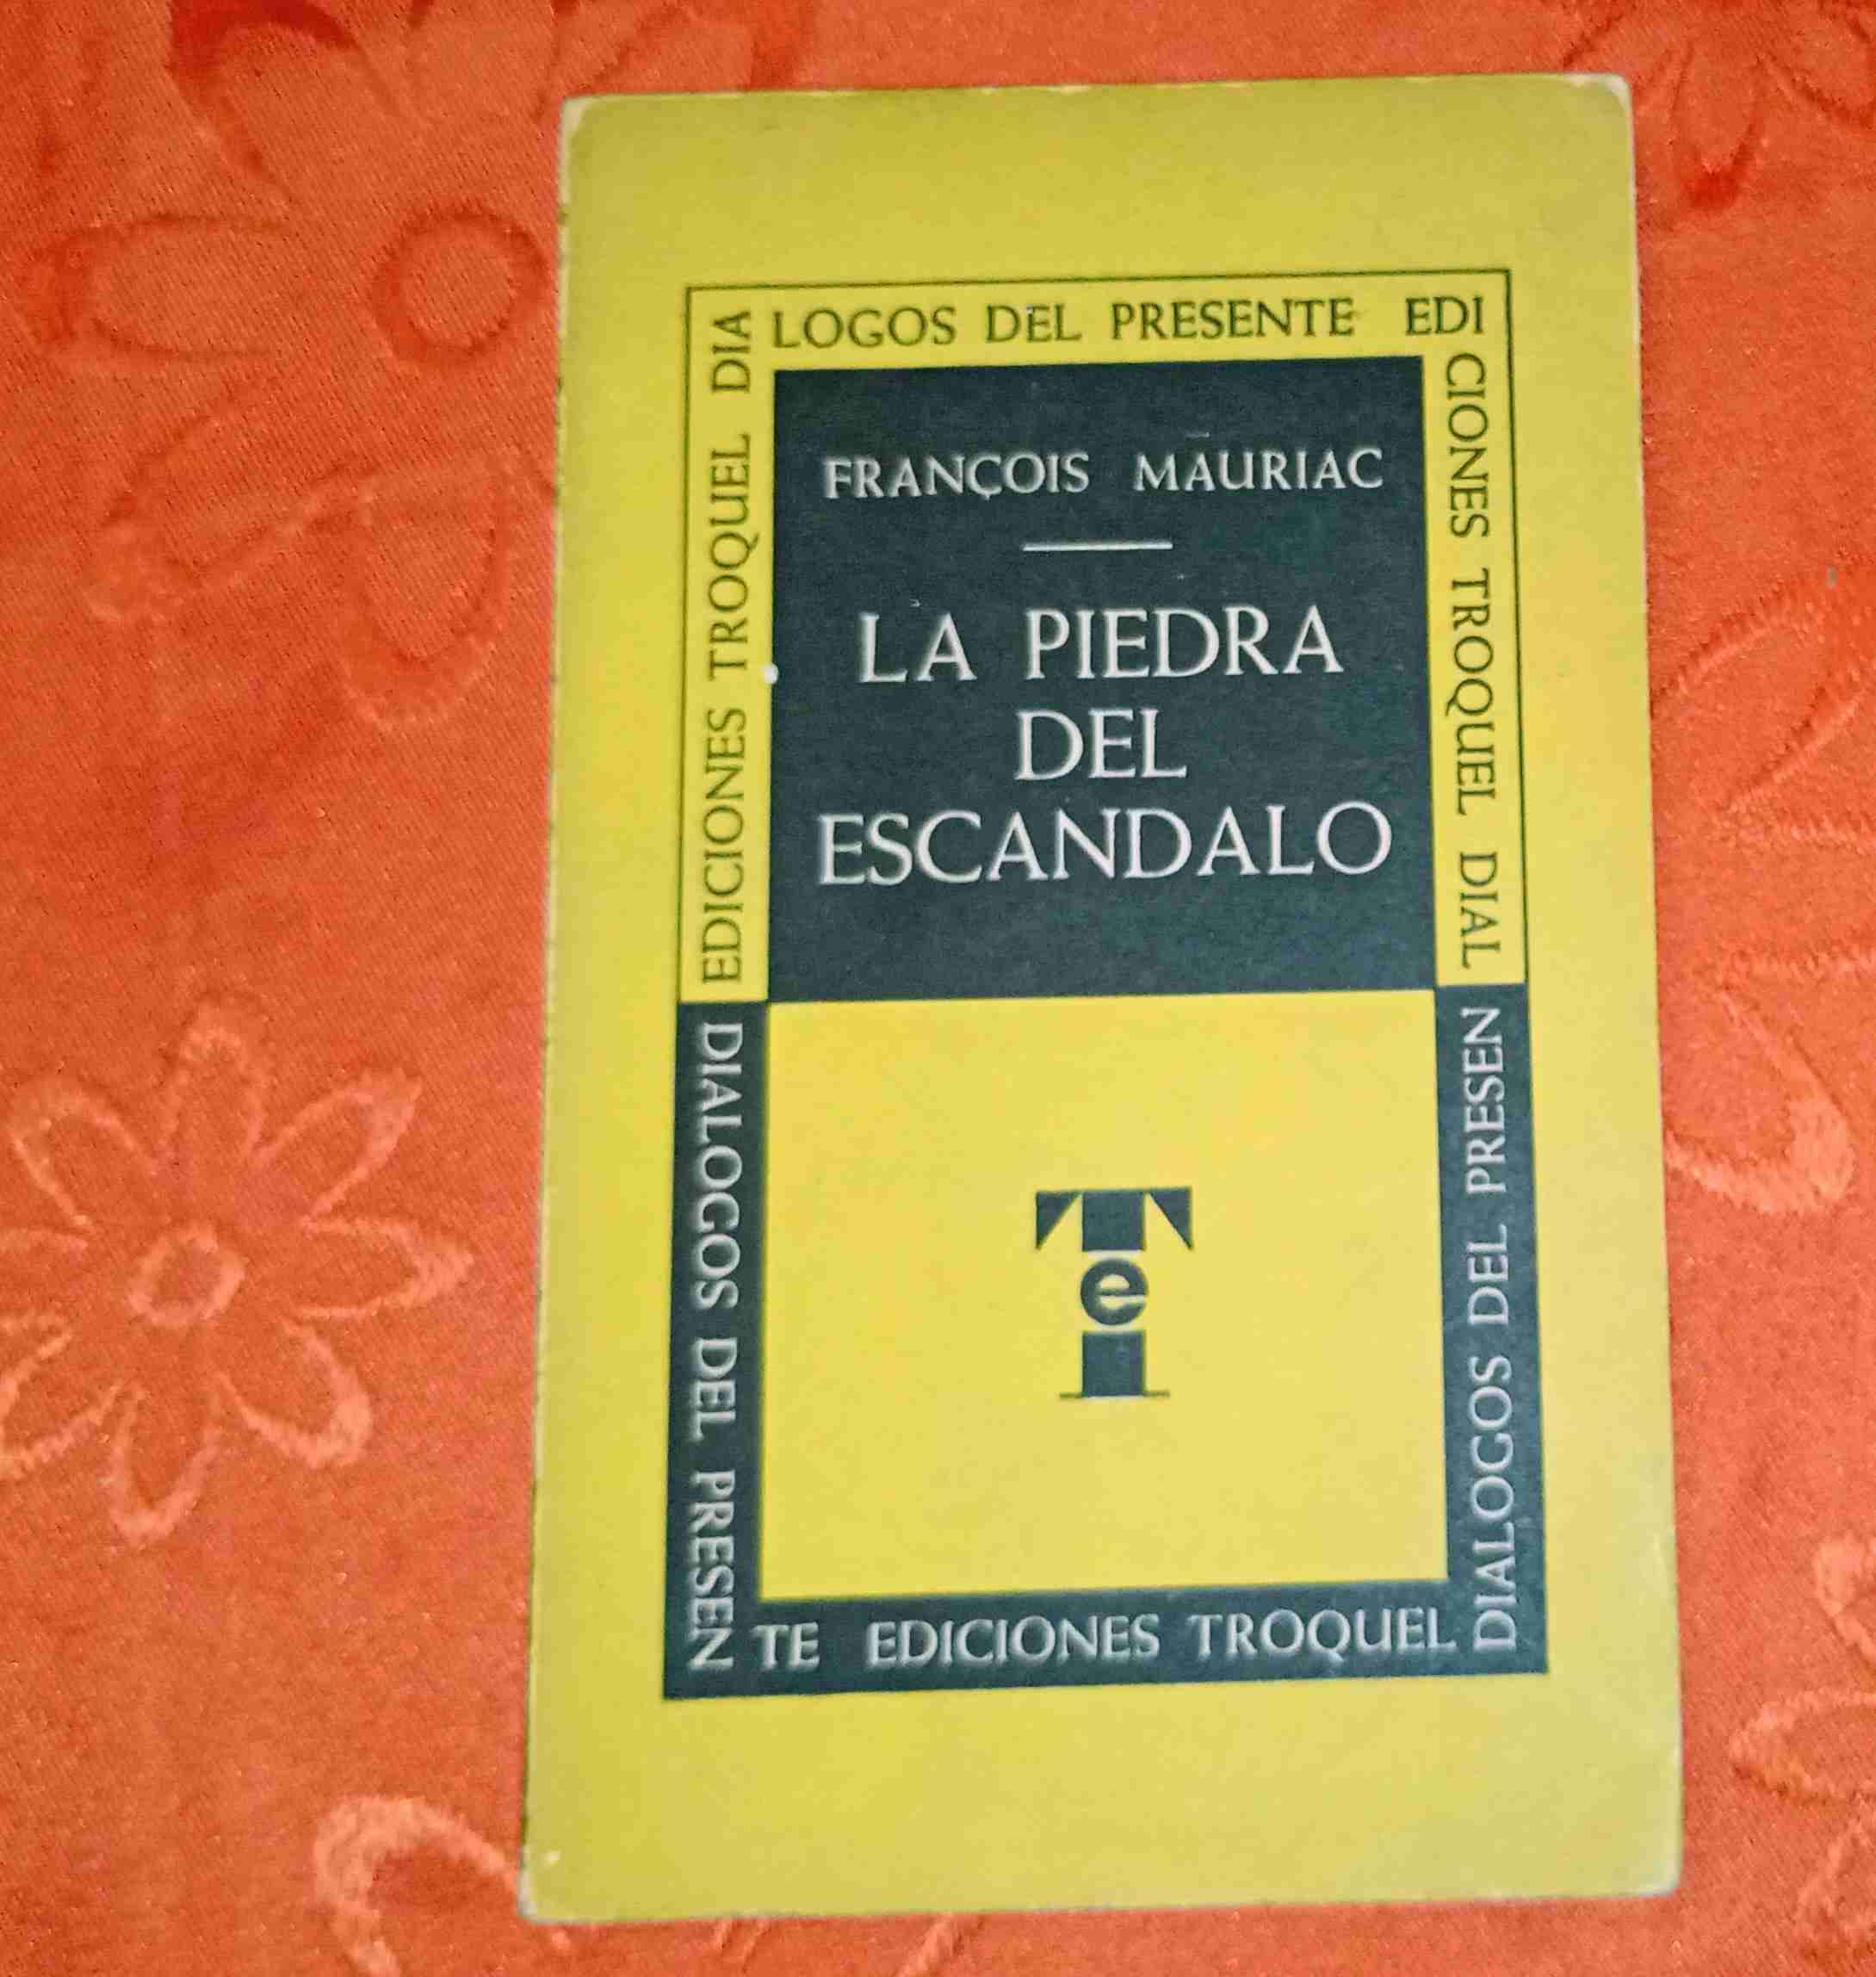 LOGOS DEL PRESENTE EDI
CIONES TROQUEL DIAL
EDICIONES TROQUEL DIA
FRANÇOIS MAURIAC
LA PIEDRA
DEL
ESCANDALO
Te
DIALOGOS DEL PRESEN
TE EDICIONES TROQUEL
DIALOGOS DEL PRESEN